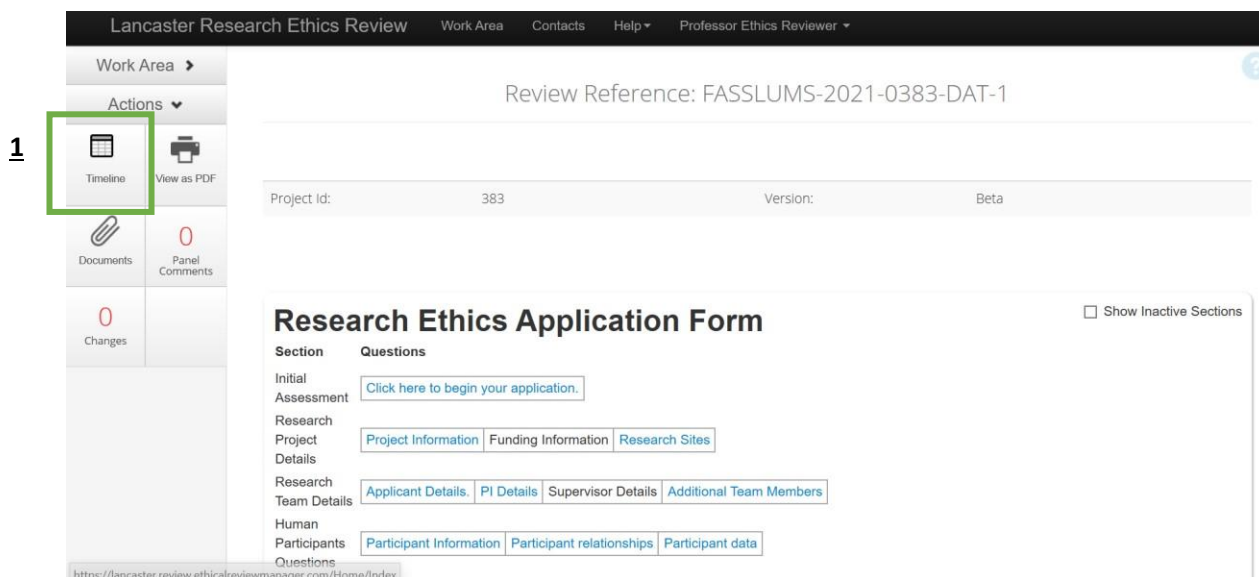 Lancaster Research Ethics Review Work Area Contacts Help Professor Ethics Reviewer
Work Area
Actions
Review Reference: FASSLUMS-2021-0383-DAT-1
1
Timeline View as PDF
Project Id: 383 Version: Beta
Documents
0
Panel Comments
0
Changes
Research Ethics Application Form
Show Inactive Sections
Section Questions
Initial
Assessment
Click here to begin your application.
Research
Project
Details
Project Information Funding Information Research Sites
Research
Team Details
Applicant Details. PI Details Supervisor Details Additional Team Members
Human
Participants
Questions
Participant Information Participant relationships Participant data
https://lancaster.review.ethicalreviewmanager.com/Home/Index
?